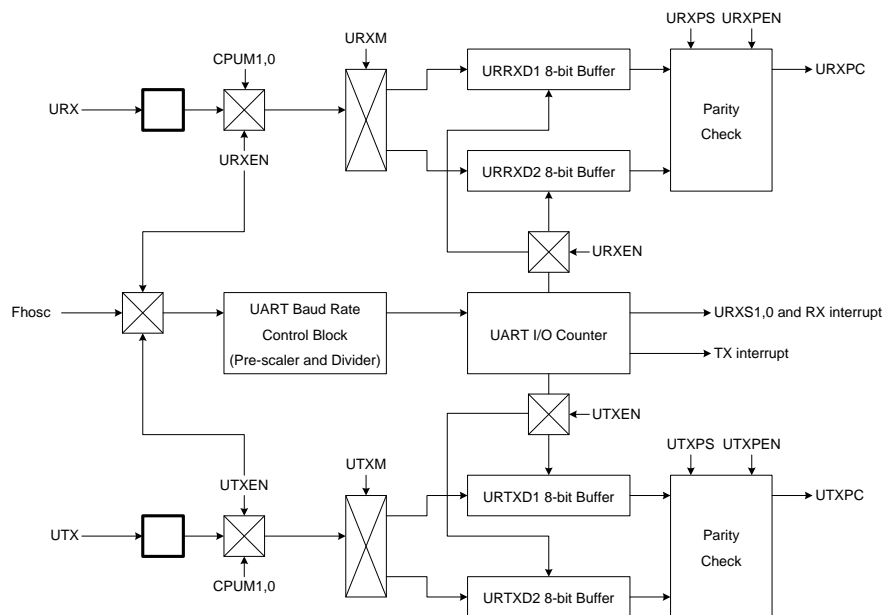 URXPS URXPEN
URXM
CPUM1,0
URRXD1 8-bit Buffer
URXPC
URX
Parity
Check
URXEN
URRXD2 8-bit Buffer
URXEN
Fhosc
UART Baud Rate
Control Block
(Pre-scaler and Divider)
UART I/O Counter
URXS1,0 and RX interrupt
TX interrupt
UTXEN
UTXPS UTXPEN
UTXM
UTXEN
URTXD1 8-bit Buffer
UTXPC
UTX
Parity
Check
CPUM1,0
URTXD2 8-bit Buffer